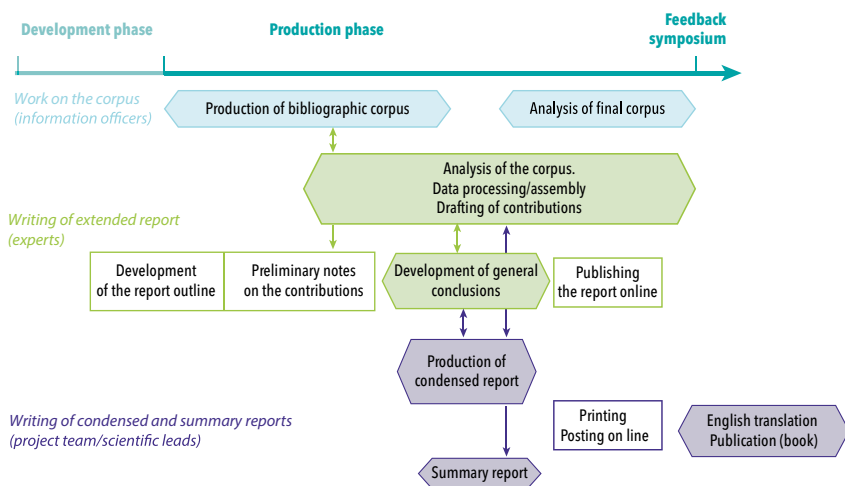 Development phase
Production phase
Feedback
symposium
Work on the corpus
(information officers)
Production of bibliographic corpus
Analysis of final corpus
Analysis of the corpus.
Data processing/assembly
Drafting of contributions
Writing of extended report
(experts)
Development
of the report outline
Preliminary notes
on the contributions
Development of general
conclusions
Publishing
the report online
Production of
condensed report
Writing of condensed and summary reports
(project team/scientific leads)
Printing
Posting on line
English translation
Publication (book)
Summary report